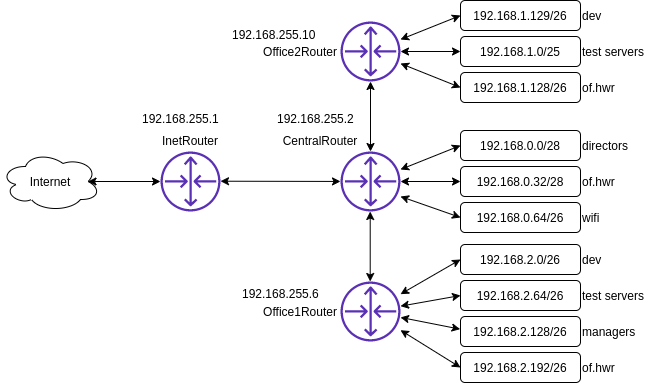 192.168.255.10
Office2Router
192.168.1.129/26 dev
192.168.1.0/25 test servers
192.168.1.128/26 of.hwr
192.168.255.1
InetRouter
192.168.255.2
CentralRouter
Internet
192.168.0.0/28 directors
192.168.0.32/28 of.hwr
192.168.0.64/26 wifi
192.168.255.6
Office1Router
192.168.2.0/26 dev
192.168.2.64/26 test servers
192.168.2.128/26 managers
192.168.2.192/26 of.hwr